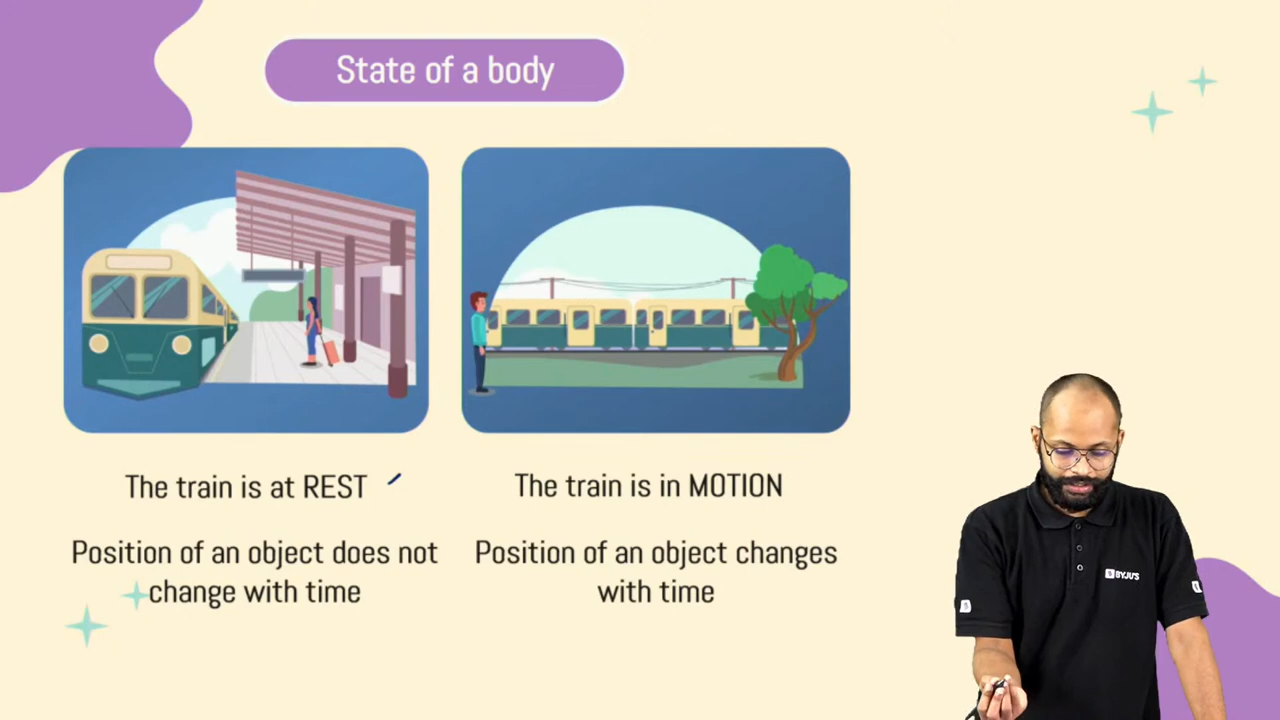 State of a body
The train is at REST
The train is in MOTION
Position of an object does not
change with time
Position of an object changes
with time
BYJU'S